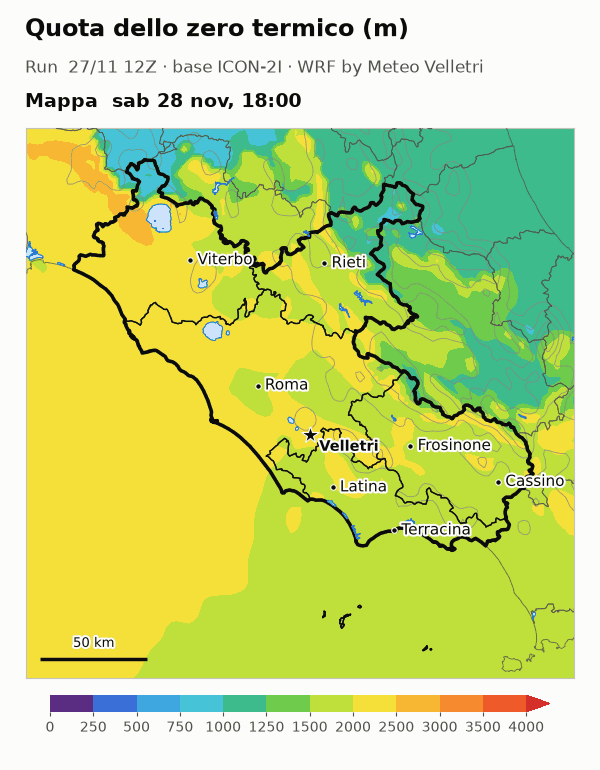 Quota dello zero termico (m)
Run 27/11 12Z · base ICON-2I · WRF by Meteo Velletri
Mappa sab 28 nov, 18:00
Viterbo
Rieti
Roma
Velletri
Frosinone
Latina
Cassino
Terracina
50 km
0 250 500 750 1000 1250 1500 2000 2500 3000 3500 4000